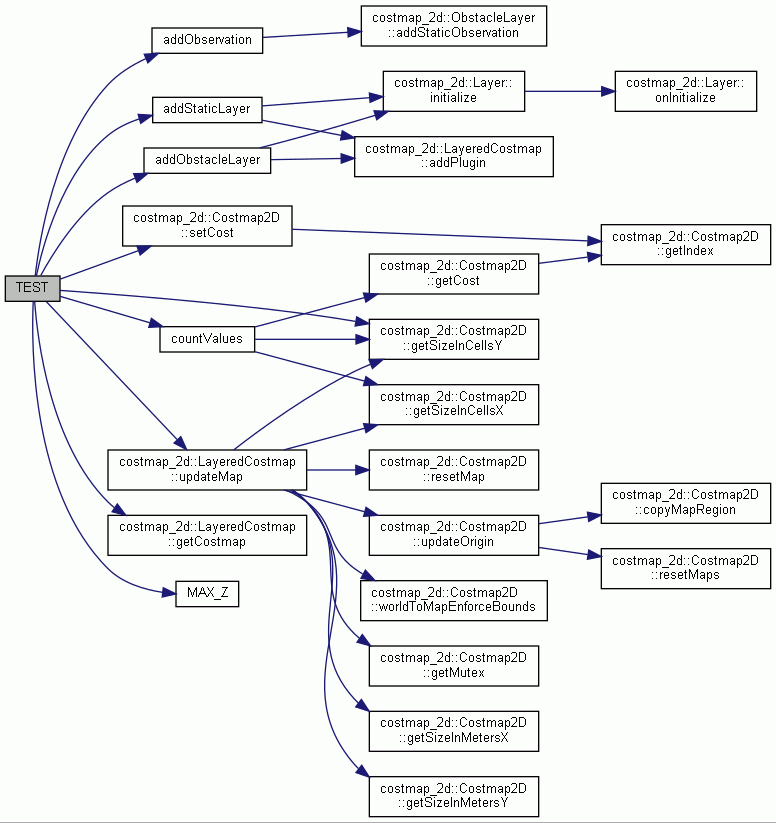 costmap_2d::ObstacleLayer
::addStaticObservation
addObservation
costmap_2d::Layer::
initialize
costmap_2d::Layer::
onInitialize
addStaticLayer
addObstacleLayer
costmap_2d::LayeredCostmap
::addPlugin
costmap_2d::Costmap2D
::setCost
costmap_2d::Costmap2D
::getIndex
TEST
costmap_2d::Costmap2D
::getCost
countValues
costmap_2d::Costmap2D
::getSizeInCellsY
costmap_2d::Costmap2D
::getSizeInCellsX
costmap_2d::LayeredCostmap
::updateMap
costmap_2d::Costmap2D
::resetMap
costmap_2d::LayeredCostmap
::getCostmap
costmap_2d::Costmap2D
::updateOrigin
costmap_2d::Costmap2D
::copyMapRegion
costmap_2d::Costmap2D
::resetMaps
MAX_Z
costmap_2d::Costmap2D
::worldToMapEnforceBounds
costmap_2d::Costmap2D
::getMutex
costmap_2d::Costmap2D
::getSizeInMetersX
costmap_2d::Costmap2D
::getSizeInMetersY